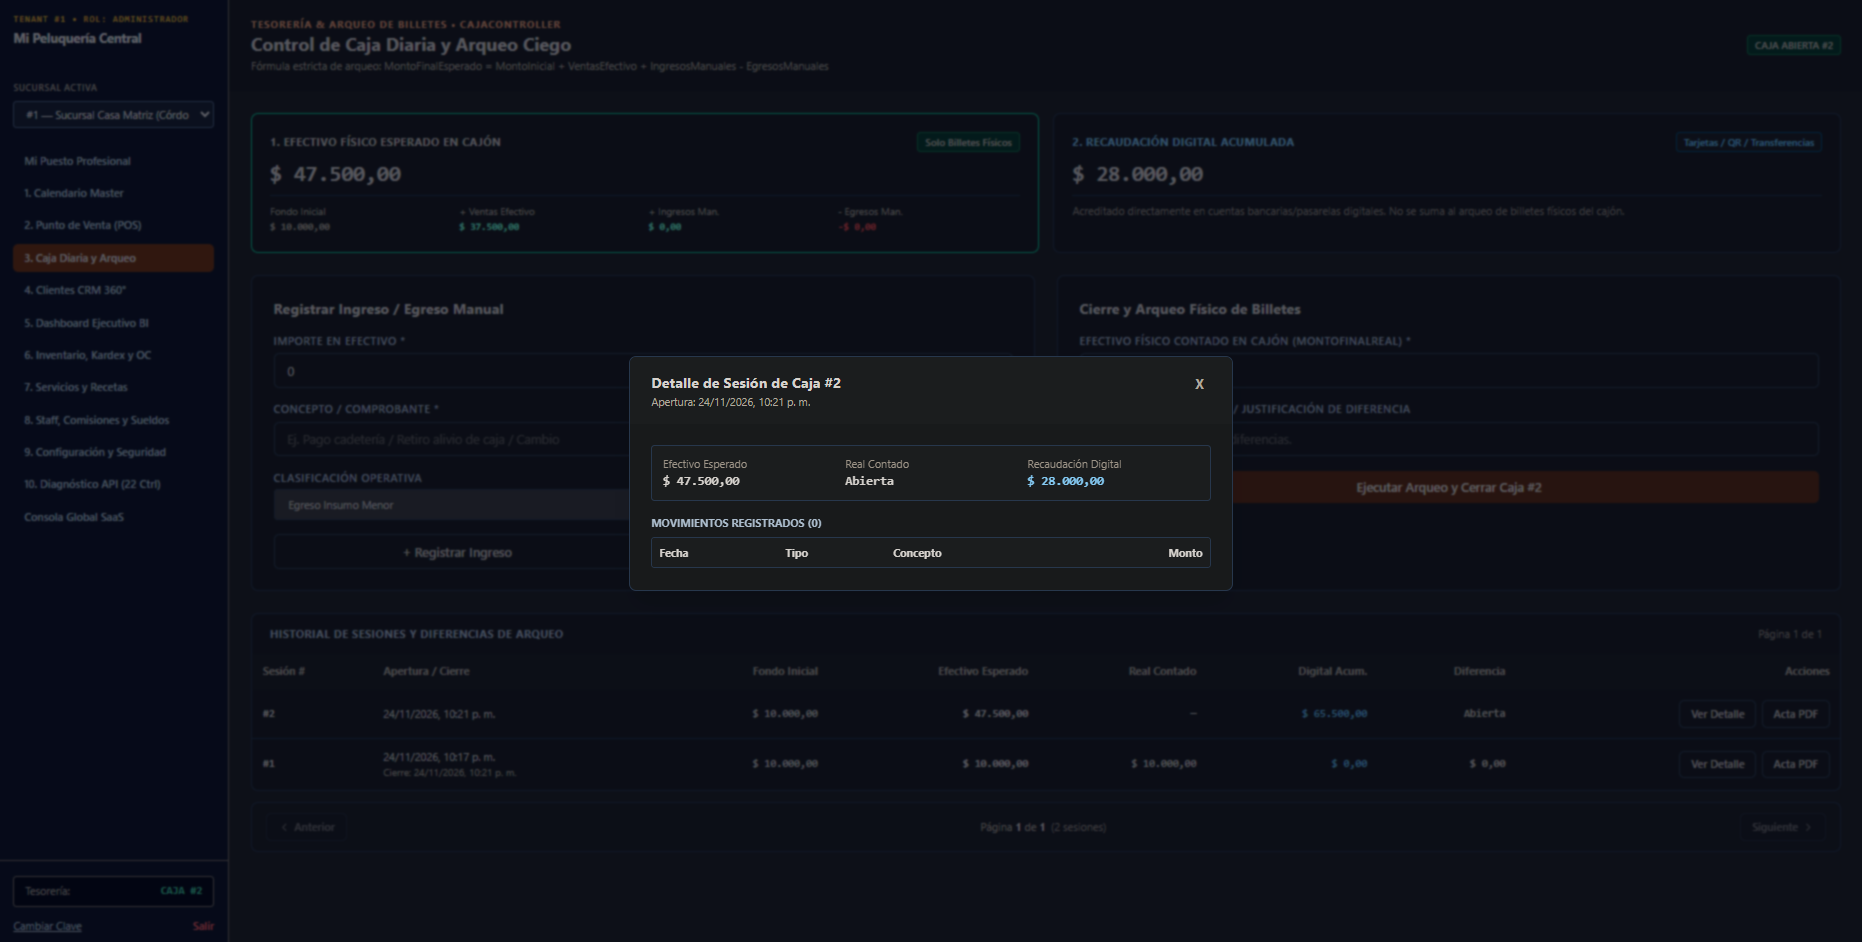 TENANT #1 • ROL: ADMINISTRADOR
Mi Peluquería Central
SUCURSAL ACTIVA
#1 — Sucursal Casa Matriz (Córdo
Mi Puesto Profesional
1. Calendario Master
2. Punto de Venta (POS)
3. Caja Diaria y Arqueo
4. Clientes CRM 360°
5. Dashboard Ejecutivo BI
6. Inventario, Kardex y OC
7. Servicios y Recetas
8. Staff, Comisiones y Sueldos
9. Configuración y Seguridad
10. Diagnóstico API (22 Ctrl)
Consola Global SaaS
Tesorería: CAJA #2
Cambiar Clave Salir
TESORERÍA & ARQUEO DE BILLETES • CAJACONTROLLER
Control de Caja Diaria y Arqueo Ciego
Fórmula estricta de arqueo: MontoFinalEsperado = MontoInicial + VentasEfectivo + IngresosManuales - EgresosManuales
CAJA ABIERTA #2
1. EFECTIVO FÍSICO ESPERADO EN CAJÓN
Solo Billetes Físicos
$ 47.500,00
Fondo Inicial + Ventas Efectivo + Ingresos Man. - Egresos Man.
$ 10.000,00 $ 37.500,00 $ 0,00 -$ 0,00
2. RECAUDACIÓN DIGITAL ACUMULADA
Tarjetas / QR / Transferencias
$ 28.000,00
Acreditado directamente en cuentas bancarias/pasarelas digitales. No se suma al arqueo de billetes físicos del cajón.
Registrar Ingreso / Egreso Manual
IMPORTE EN EFECTIVO *
0
CONCEPTO / COMPROBANTE *
Ej. Pago cadetería / Retiro alivio de caja / Cambio
CLASIFICACIÓN OPERATIVA
Egreso Insumo Menor
+ Registrar Ingreso
Cierre y Arqueo Físico de Billetes
EFECTIVO FÍSICO CONTADO EN CAJÓN (MONTOFINALREAL) *
/ JUSTIFICACIÓN DE DIFERENCIA
diferencias.
Ejecutar Arqueo y Cerrar Caja #2
Detalle de Sesión de Caja #2
X
Apertura: 24/11/2026, 10:21 p. m.
Efectivo Esperado Real Contado Recaudación Digital
$ 47.500,00 Abierta $ 28.000,00
MOVIMIENTOS REGISTRADOS (0)
Fecha Tipo Concepto Monto
HISTORIAL DE SESIONES Y DIFERENCIAS DE ARQUEO
Página 1 de 1
Sesión # Apertura / Cierre Fondo Inicial Efectivo Esperado Real Contado Digital Acum. Diferencia Acciones
#2 24/11/2026, 10:21 p. m. $ 10.000,00 $ 47.500,00 — $ 65.500,00 Abierta Ver Detalle Acta PDF
#1 24/11/2026, 10:17 p. m. $ 10.000,00 $ 10.000,00 $ 10.000,00 $ 0,00 $ 0,00 Ver Detalle Acta PDF
Cierre: 24/11/2026, 10:21 p. m.
‹ Anterior
Página 1 de 1 (2 sesiones)
Siguiente ›